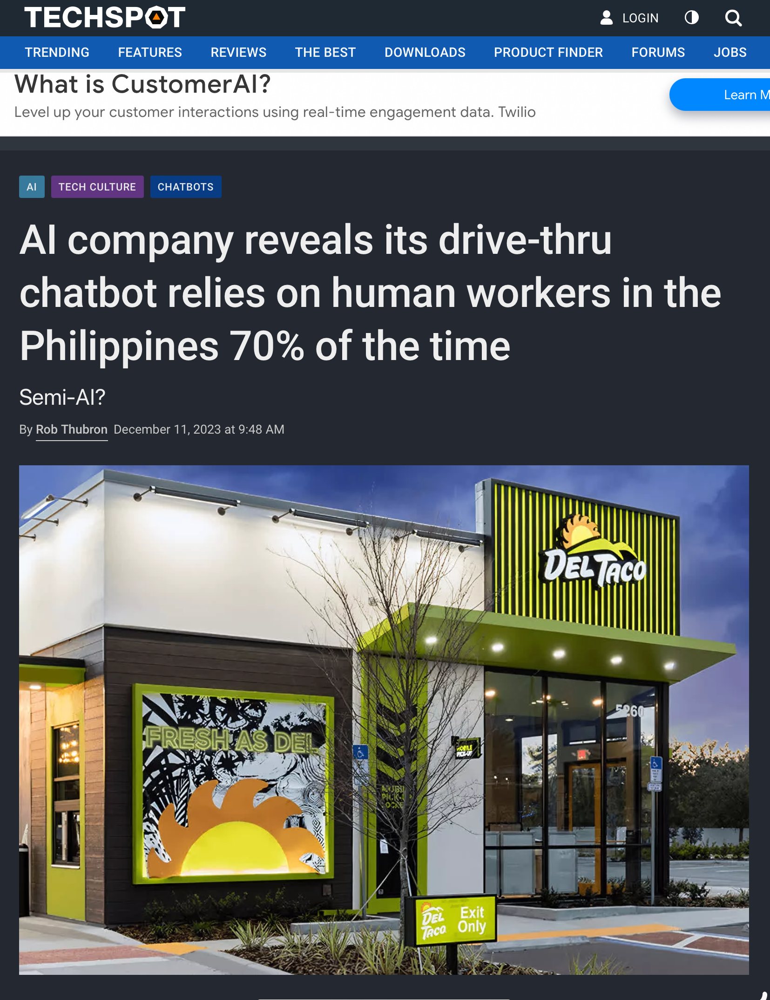 TECHSPOT
LOGIN
TRENDING FEATURES REVIEWS THE BEST DOWNLOADS PRODUCT FINDER FORUMS JOBS
What is CustomerAI?
Level up your customer interactions using real-time engagement data. Twilio
Learn M
AI TECH CULTURE CHATBOTS
AI company reveals its drive-thru
chatbot relies on human workers in the
Philippines 70% of the time
Semi-AI?
By Rob Thubron December 11, 2023 at 9:48 AM
DEL TACO
5260
FRESH AS DEL
MOBILE
PICK-UP
DEL
TACO
Exit
Only